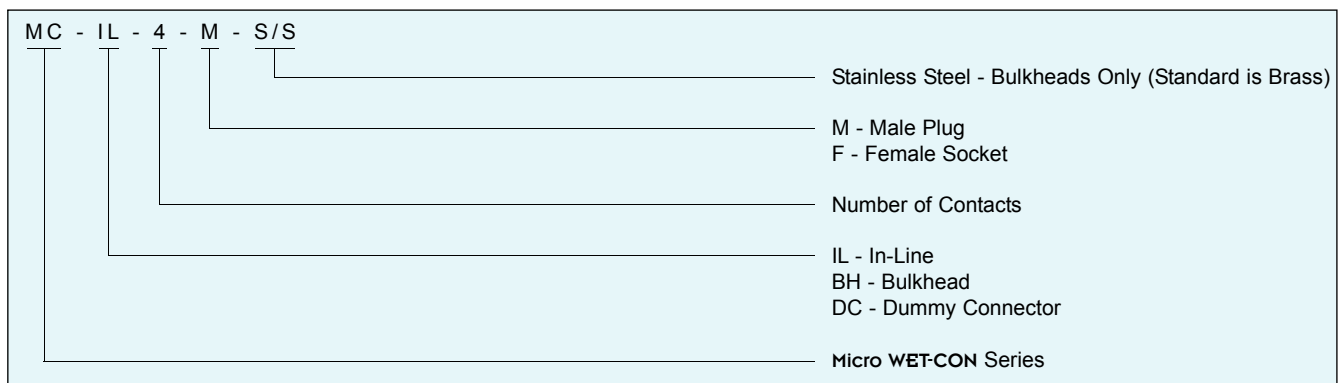 MC - IL - 4 - M - S/S
Stainless Steel - Bulkheads Only (Standard is Brass)
M - Male Plug
F - Female Socket
Number of Contacts
IL - In-Line
BH - Bulkhead
DC - Dummy Connector
Micro WET-CON Series